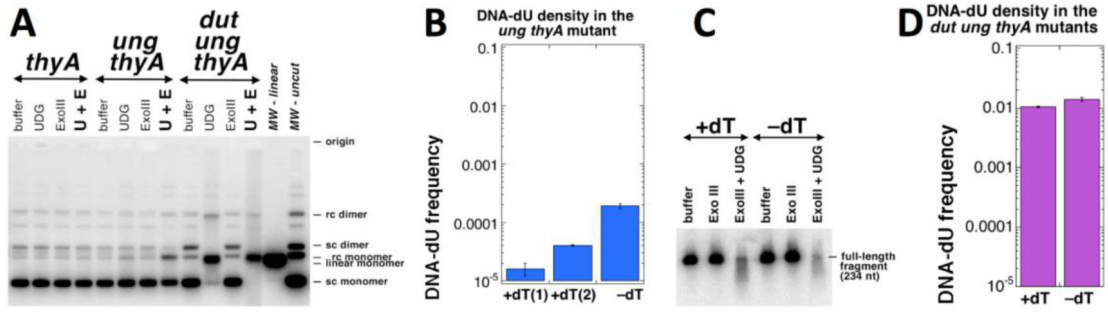 A
thyA
ung
thyA
dut
ung
thyA
buffer
UDG
ExoIII
U + E
buffer
UDG
ExoIII
U + E
buffer
UDG
ExoIII
U + E
MW - linear
MW - uncut
origin
rc dimer
sc dimer
rc monomer
linear monomer
sc monomer
B
DNA-dU density in the
ung thyA mutant
DNA-dU frequency
0.1
0.01
0.001
0.0001
10-5
+dT(1) +dT(2) –dT
C
+dT –dT
buffer
Exo III
ExoIII + UDG
buffer
Exo III
ExoIII + UDG
full-length
fragment
(234 nt)
D
DNA-dU density in the
dut ung thyA mutants
DNA-dU frequency
0.1
0.01
0.001
0.0001
10-5
+dT –dT